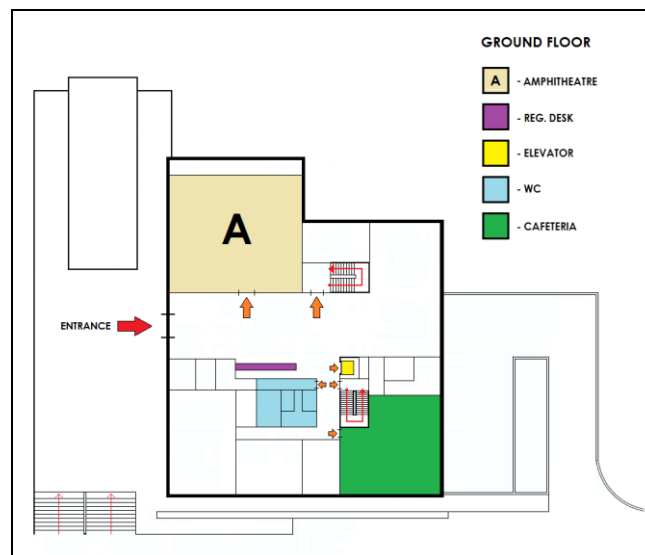 GROUND FLOOR
A - AMPHITHEATRE
- REG. DESK
- ELEVATOR
- WC
- CAFETERIA
A
ENTRANCE